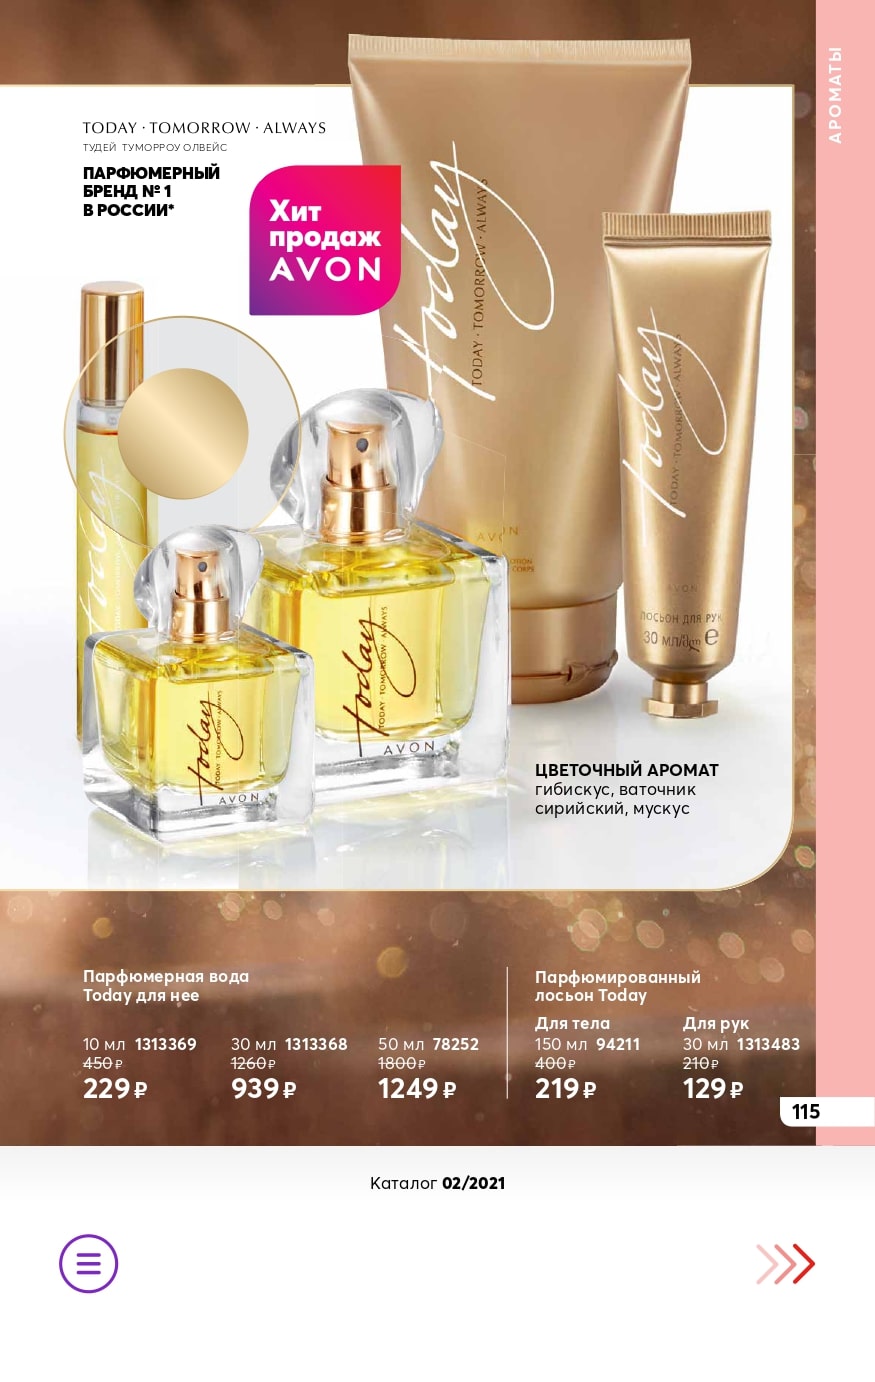 АРОМАТЫ
TODAY · TOMORROW · ALWAYS
ТУДЕЙ ТУМОРРОУ ОЛВЕЙС
ПАРФЮМЕРНЫЙ
БРЕНД № 1
В РОССИИ*
Хит
продаж
AVON
today
TODAY · TOMORROW · ALWAYS
AVON
today
TODAY · TOMORROW · ALWAYS
AVON
ЛОСЬОН ДЛЯ РУК
30 МЛ
today
today
TODAY TOMORROW ALWAYS
AVON
today
TODAY TOMORROW ALWAYS
AVON
ЦВЕТОЧНЫЙ АРОМАТ
гибискус, ваточник
сирийский, мускус
Парфюмерная вода
Today для нее
10 мл 1313369
450 ₽
229 ₽
30 мл 1313368
1260 ₽
939 ₽
50 мл 78252
1800 ₽
1249 ₽
Парфюмированный
лосьон Today
Для тела
150 мл 94211
400 ₽
219 ₽
Для рук
30 мл 1313483
210 ₽
129 ₽
115
Каталог 02/2021